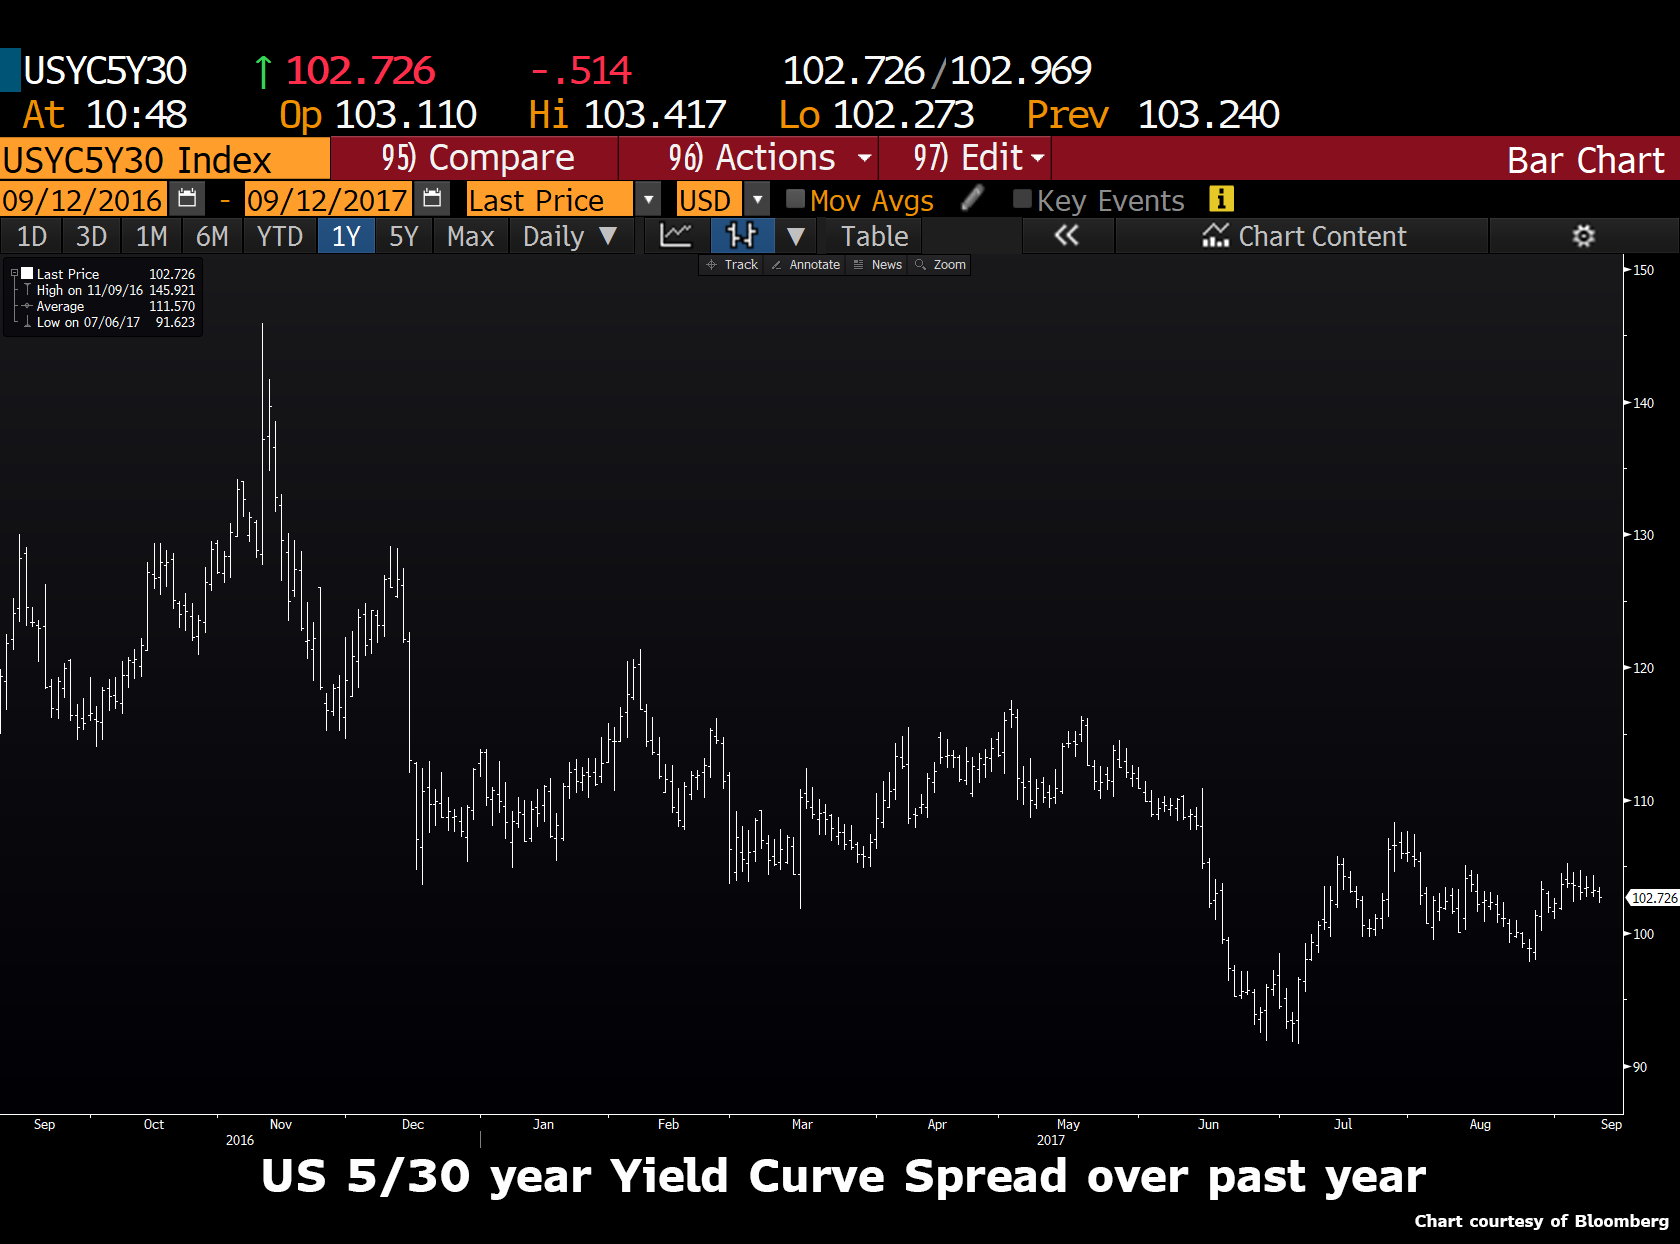 USYC5Y30 ↑ 102.726 -.514 102.726/102.969
At 10:48 Op 103.110 Hi 103.417 Lo 102.273 Prev 103.240
USYC5Y30 Index 95) Compare 96) Actions 97) Edit Bar Chart
09/12/2016 - 09/12/2017 Last Price USD Mov Avgs Key Events i
1D 3D 1M 6M YTD 1Y 5Y Max Daily ▼ ▼ Table « Chart Content
Track Annotate News Zoom
Last Price 102.726
High on 11/09/16 145.921
Average 111.570
Low on 07/06/17 91.623
150
140
130
120
110
102.726
100
90
Sep Oct Nov Dec Jan Feb Mar Apr May Jun Jul Aug Sep
2016 2017
US 5/30 year Yield Curve Spread over past year
Chart courtesy of Bloomberg